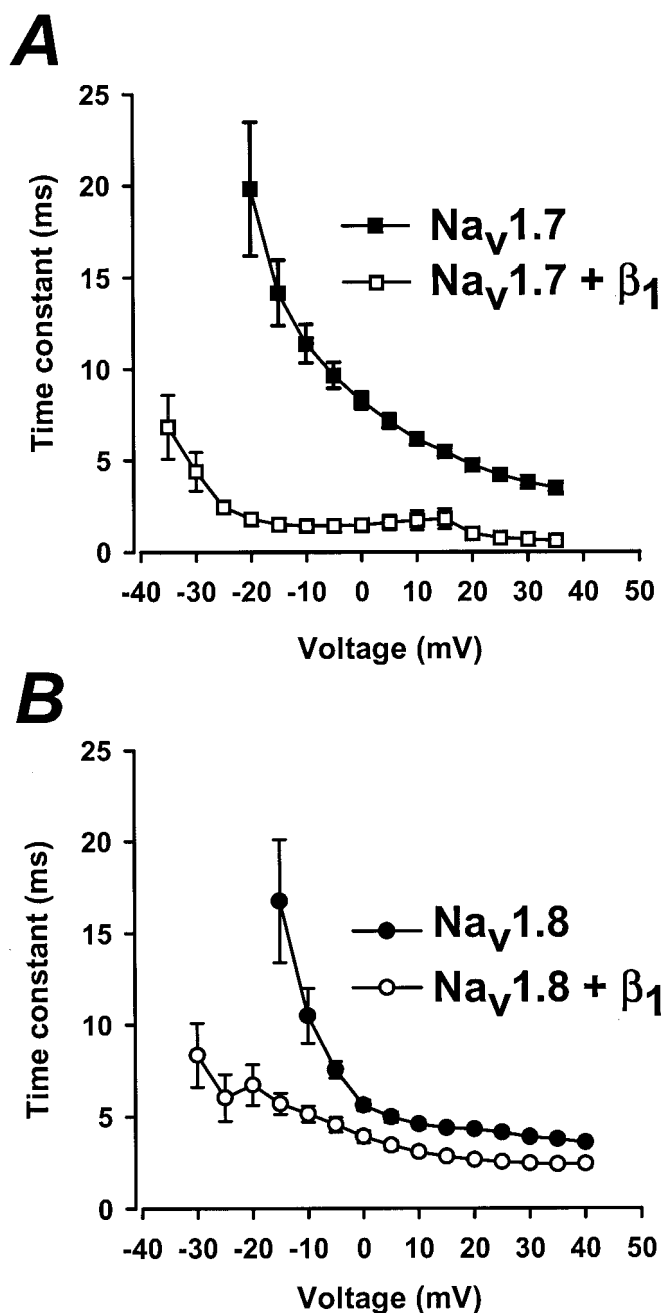 A
25
20
15
10
5
0
Time constant (ms)
Naᵥ1.7
Naᵥ1.7 + β₁
-40 -30 -20 -10 0 10 20 30 40 50
Voltage (mV)
B
25
20
15
10
5
0
Time constant (ms)
Naᵥ1.8
Naᵥ1.8 + β₁
-40 -30 -20 -10 0 10 20 30 40 50
Voltage (mV)